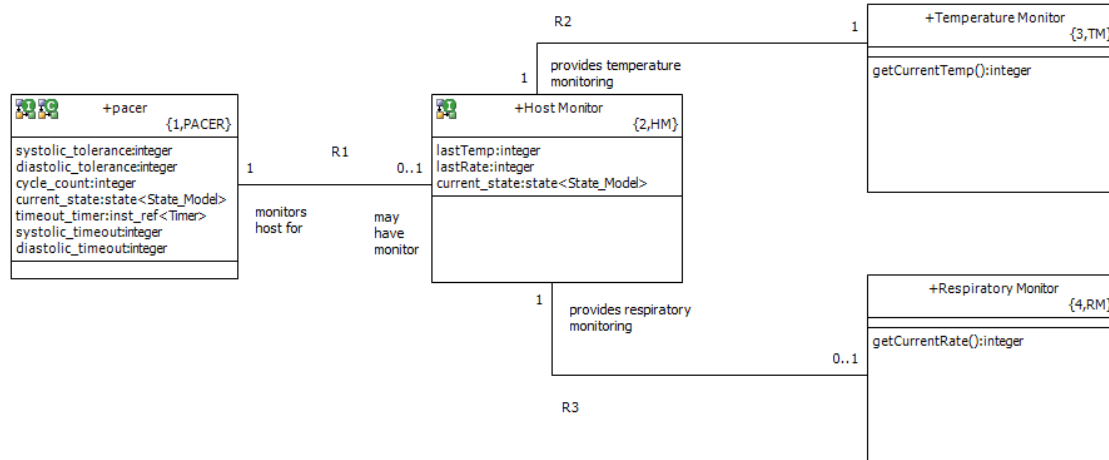 R2
1
+Temperature Monitor
{3,TM}
getCurrentTemp():integer
provides temperature
monitoring
1
+pacer
{1,PACER}
systolic_tolerance:integer
diastolic_tolerance:integer
cycle_count:integer
current_state:state<State_Model>
timeout_timer:inst_ref<Timer>
systolic_timeout:integer
diastolic_timeout:integer
R1
1
0..1
monitors
host for
may
have
monitor
+Host Monitor
{2,HM}
lastTemp:integer
lastRate:integer
current_state:state<State_Model>
1
provides respiratory
monitoring
0..1
R3
+Respiratory Monitor
{4,RM}
getCurrentRate():integer